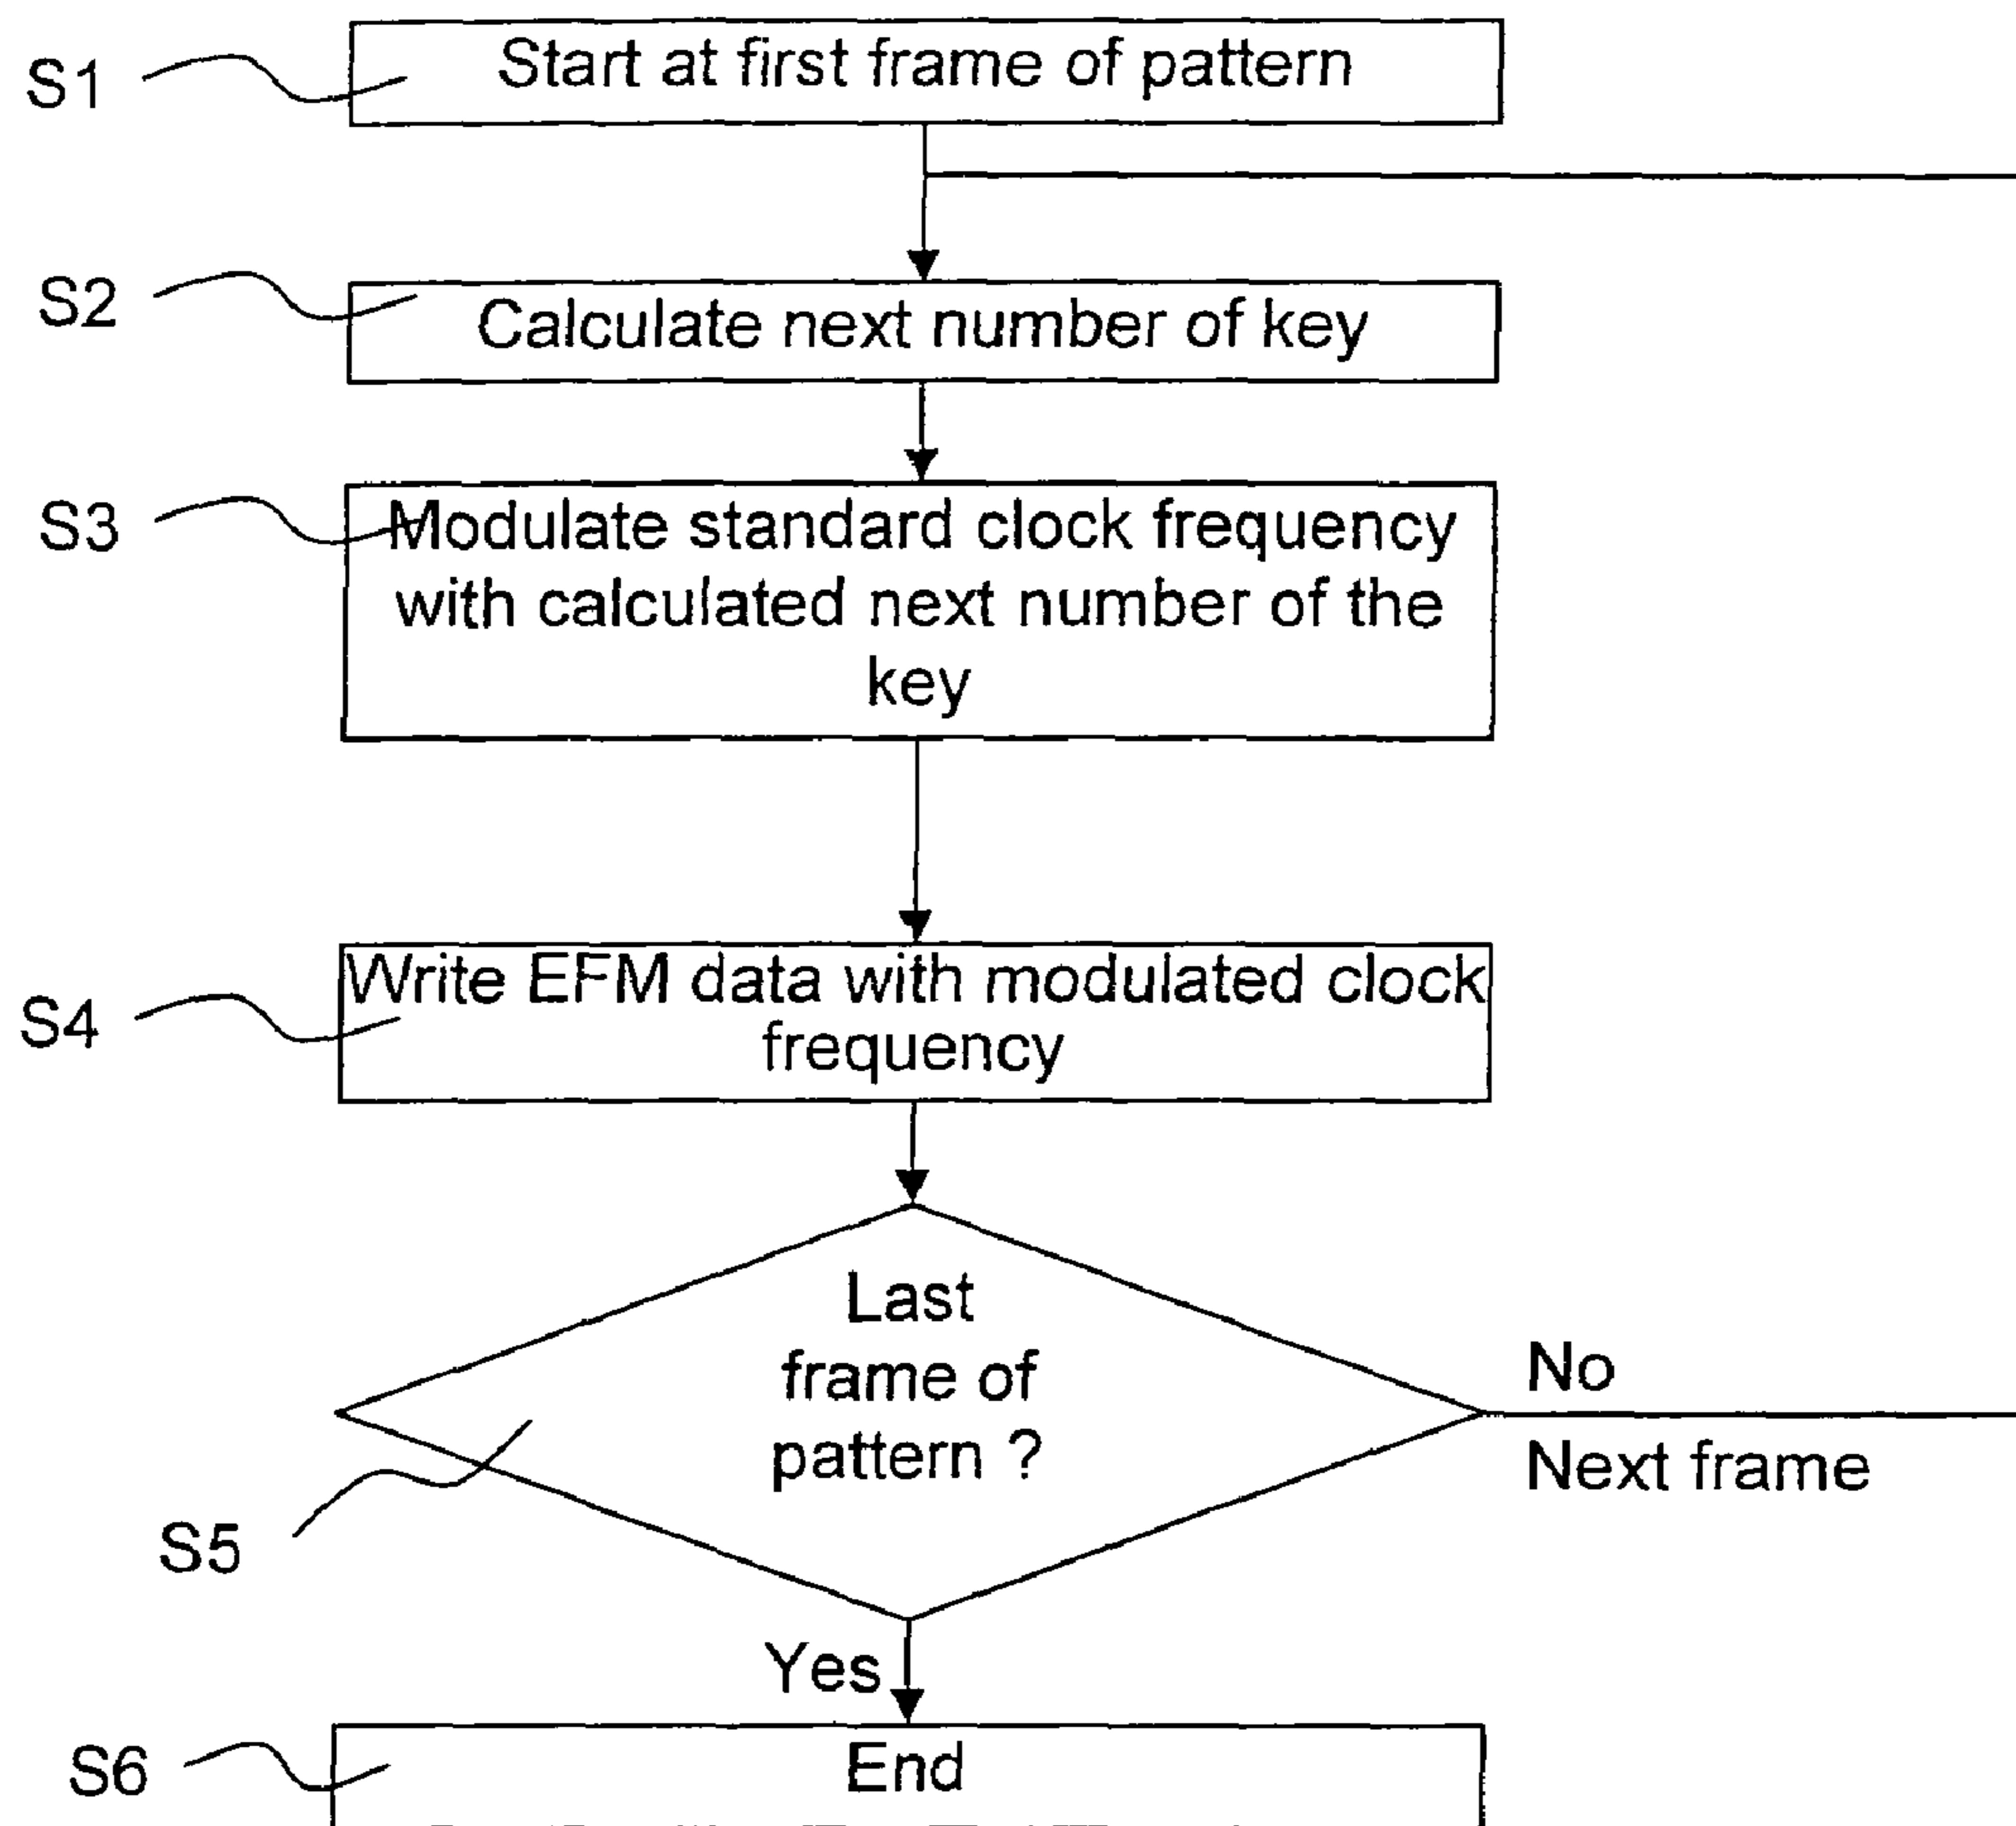 S1
Start at first frame of pattern
S2
Calculate next number of key
S3
Modulate standard clock frequency
with calculated next number of the
key
S4
Write EFM data with modulated clock
frequency
Last
frame of
pattern ?
No
Next frame
S5
Yes
S6
End